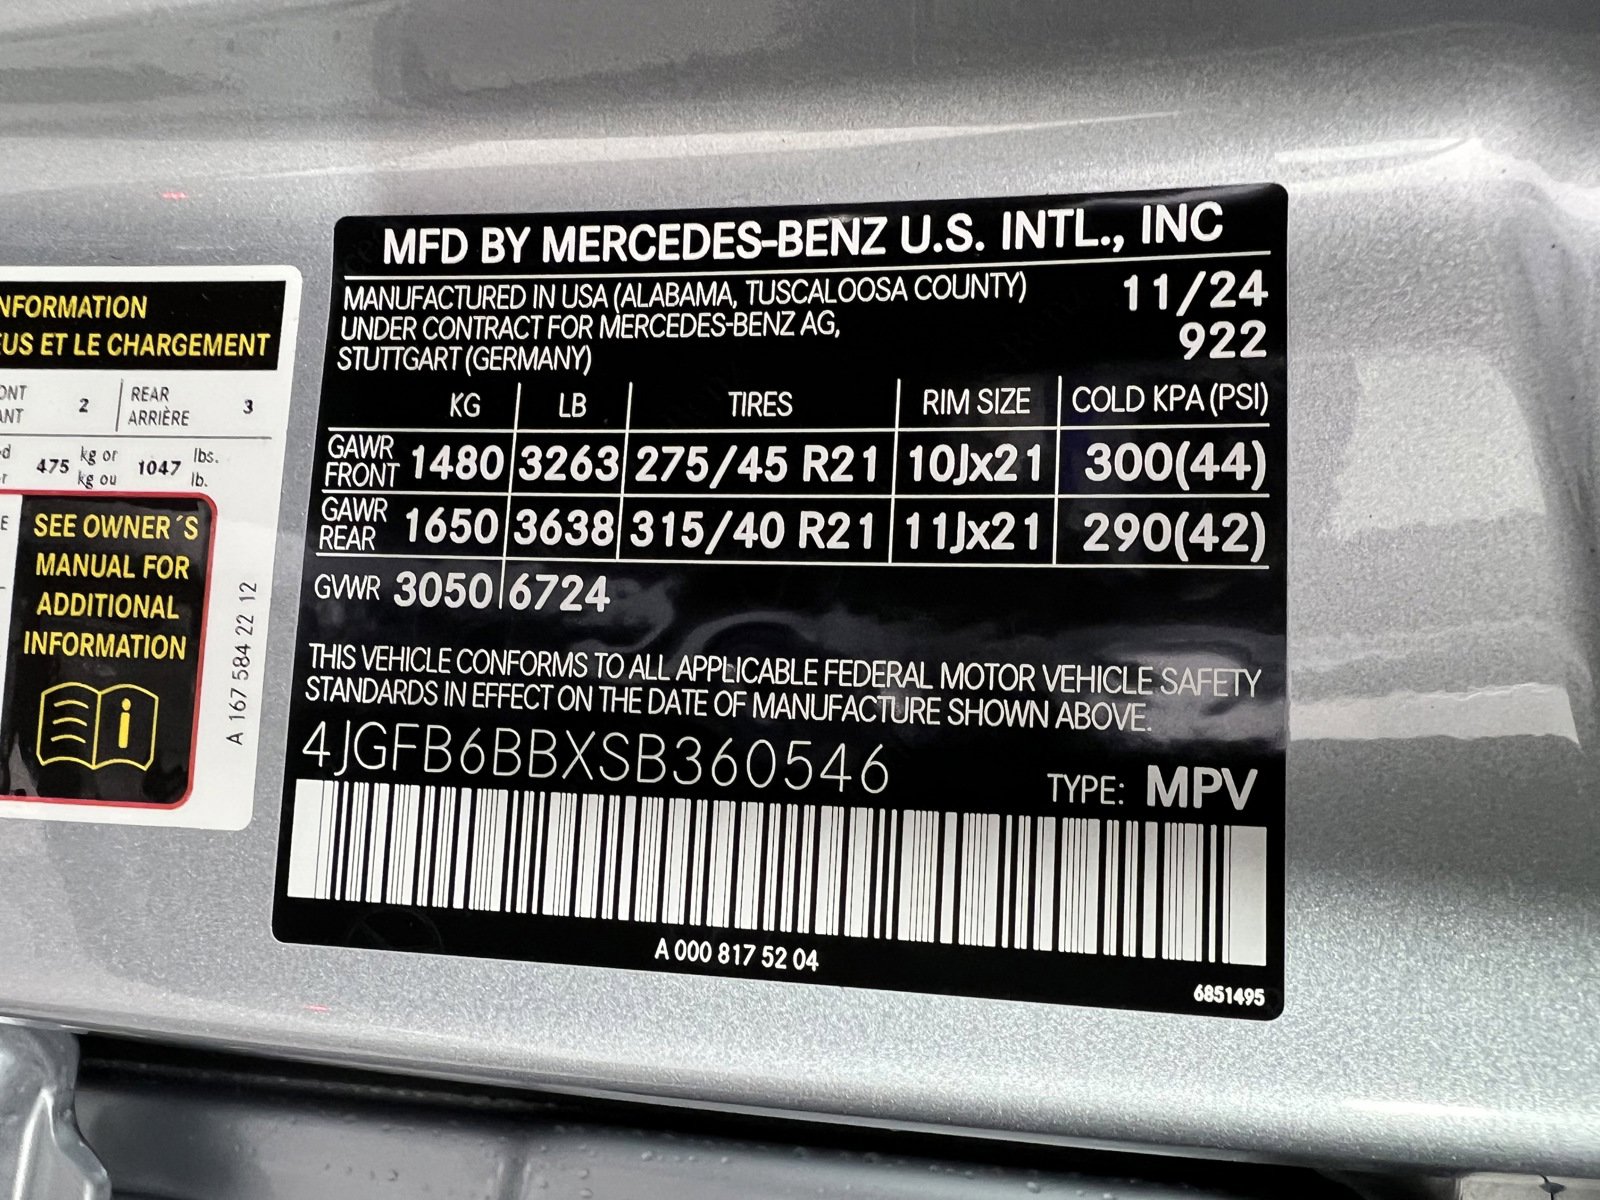 NFORMATION
EUS ET LE CHARGEMENT
2
REAR
ARRIÈRE
3
475
kg or
kg ou
1047
lbs.
lb.
SEE OWNER´S
MANUAL FOR
ADDITIONAL
INFORMATION
A 167 584 22 12
MFD BY MERCEDES-BENZ U.S. INTL., INC
MANUFACTURED IN USA (ALABAMA, TUSCALOOSA COUNTY)
UNDER CONTRACT FOR MERCEDES-BENZ AG,
STUTTGART (GERMANY)
11/24
922
KG LB TIRES RIM SIZE COLD KPA (PSI)
GAWR
FRONT 1480 3263 275/45 R21 10Jx21 300(44)
GAWR
REAR 1650 3638 315/40 R21 11Jx21 290(42)
GVWR 3050 6724
THIS VEHICLE CONFORMS TO ALL APPLICABLE FEDERAL MOTOR VEHICLE SAFETY
STANDARDS IN EFFECT ON THE DATE OF MANUFACTURE SHOWN ABOVE.
4JGFB6BBXSB360546
TYPE: MPV
A 000 817 52 04
6851495